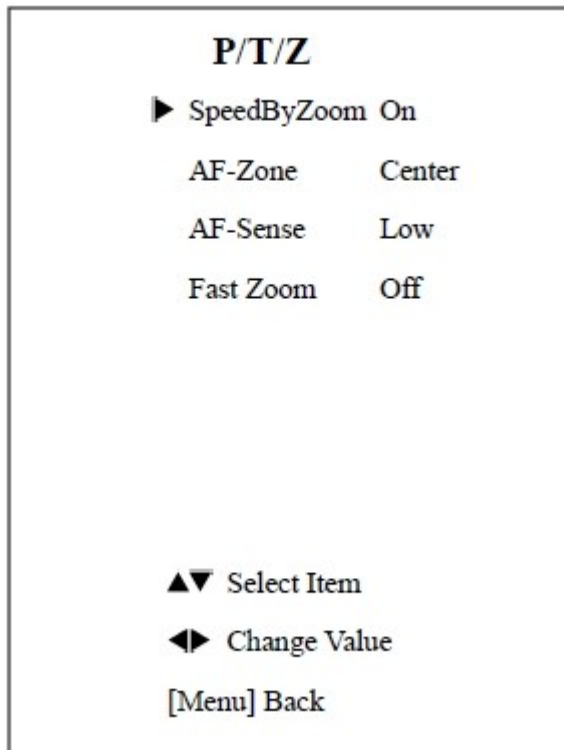 P/T/Z
▶ SpeedByZoom On
AF-Zone Center
AF-Sense Low
Fast Zoom Off
▲▼ Select Item
◀▶ Change Value
[Menu] Back